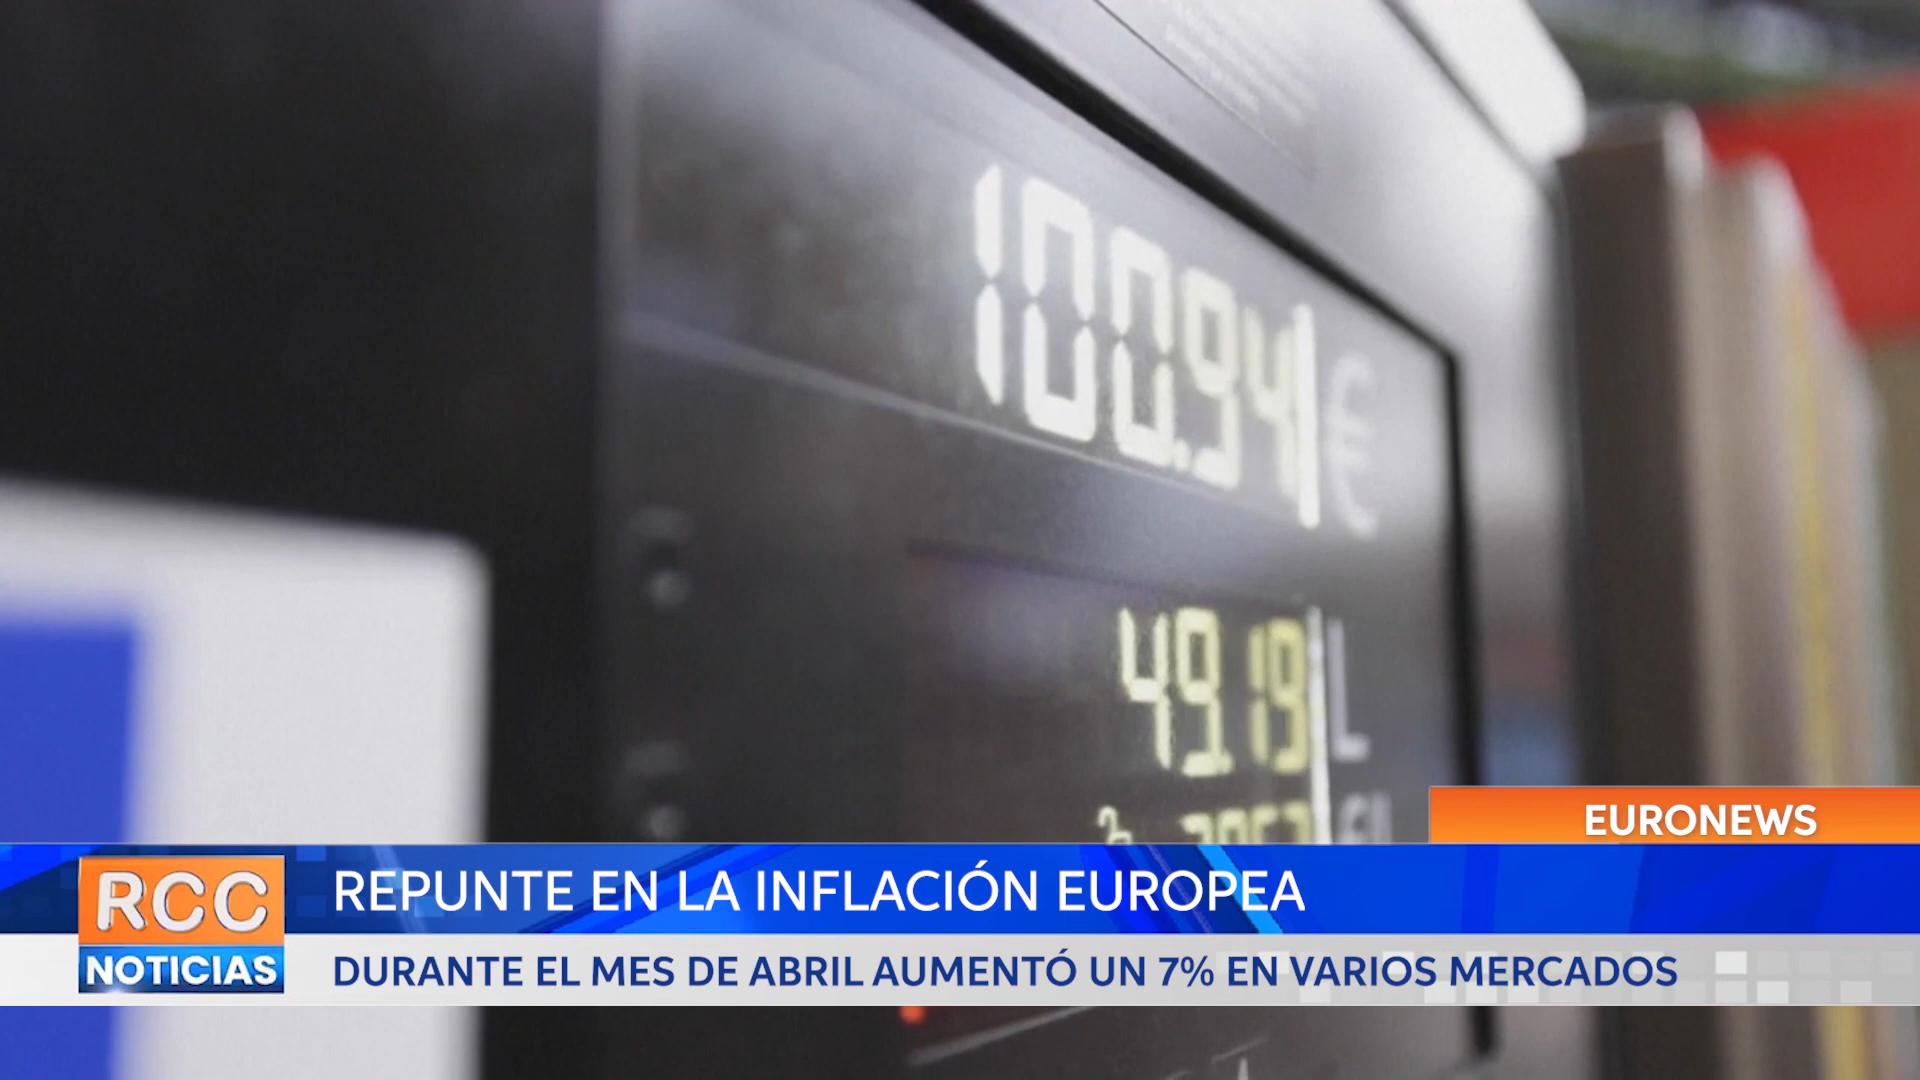 100.94 €
49.19 L
EURONEWS
RCC
NOTICIAS
REPUNTE EN LA INFLACIÓN EUROPEA
DURANTE EL MES DE ABRIL AUMENTÓ UN 7% EN VARIOS MERCADOS